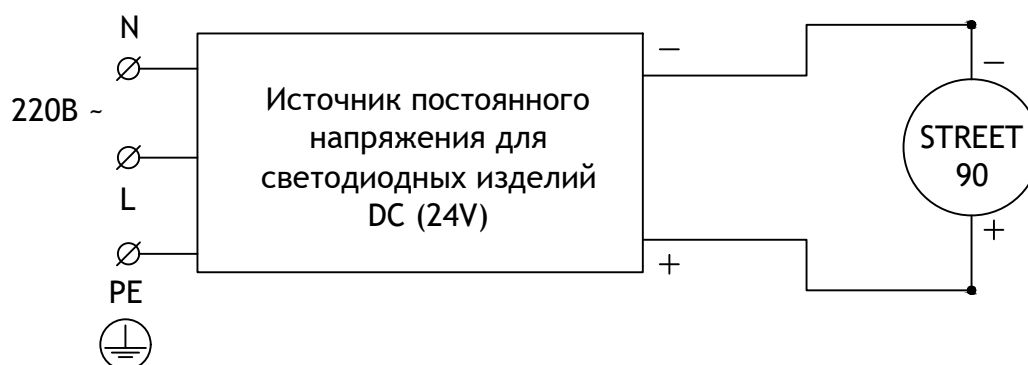 N
220В ~
L
PE
Источник постоянного
напряжения для
светодиодных изделий
DC (24V)
−
+
−
STREET
90
+